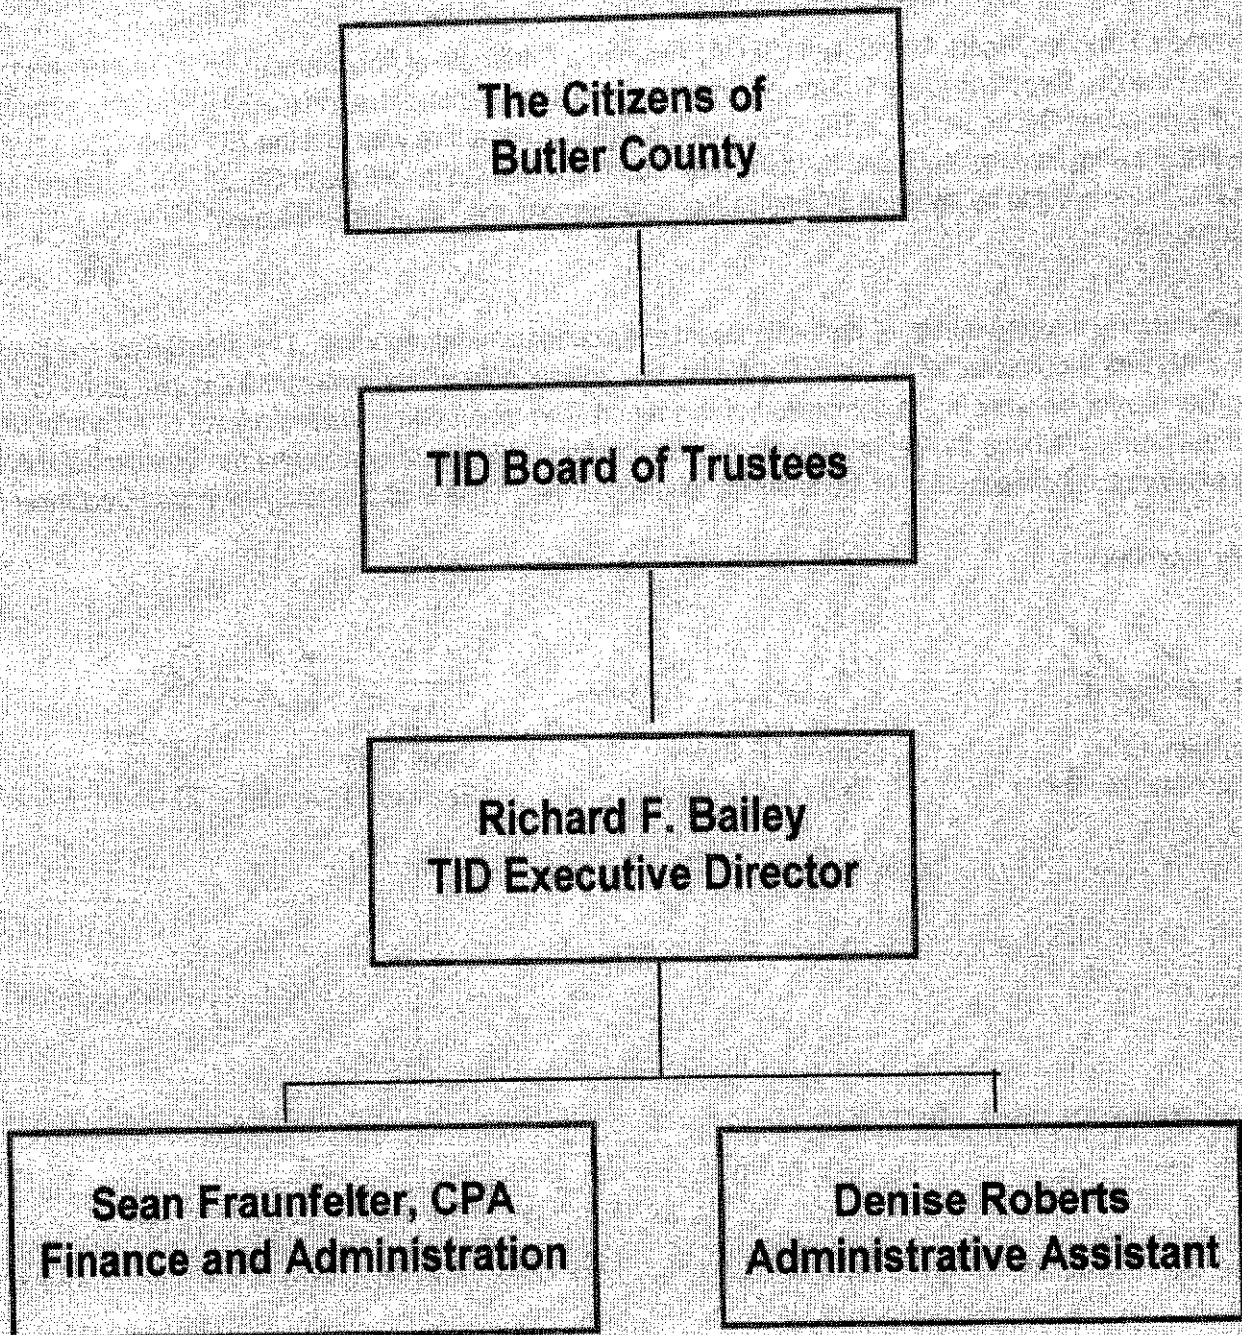 The Citizens of
Butler County
TID Board of Trustees
Richard F. Bailey
TID Executive Director
Sean Fraunfelter, CPA
Finance and Administration
Denise Roberts
Administrative Assistant